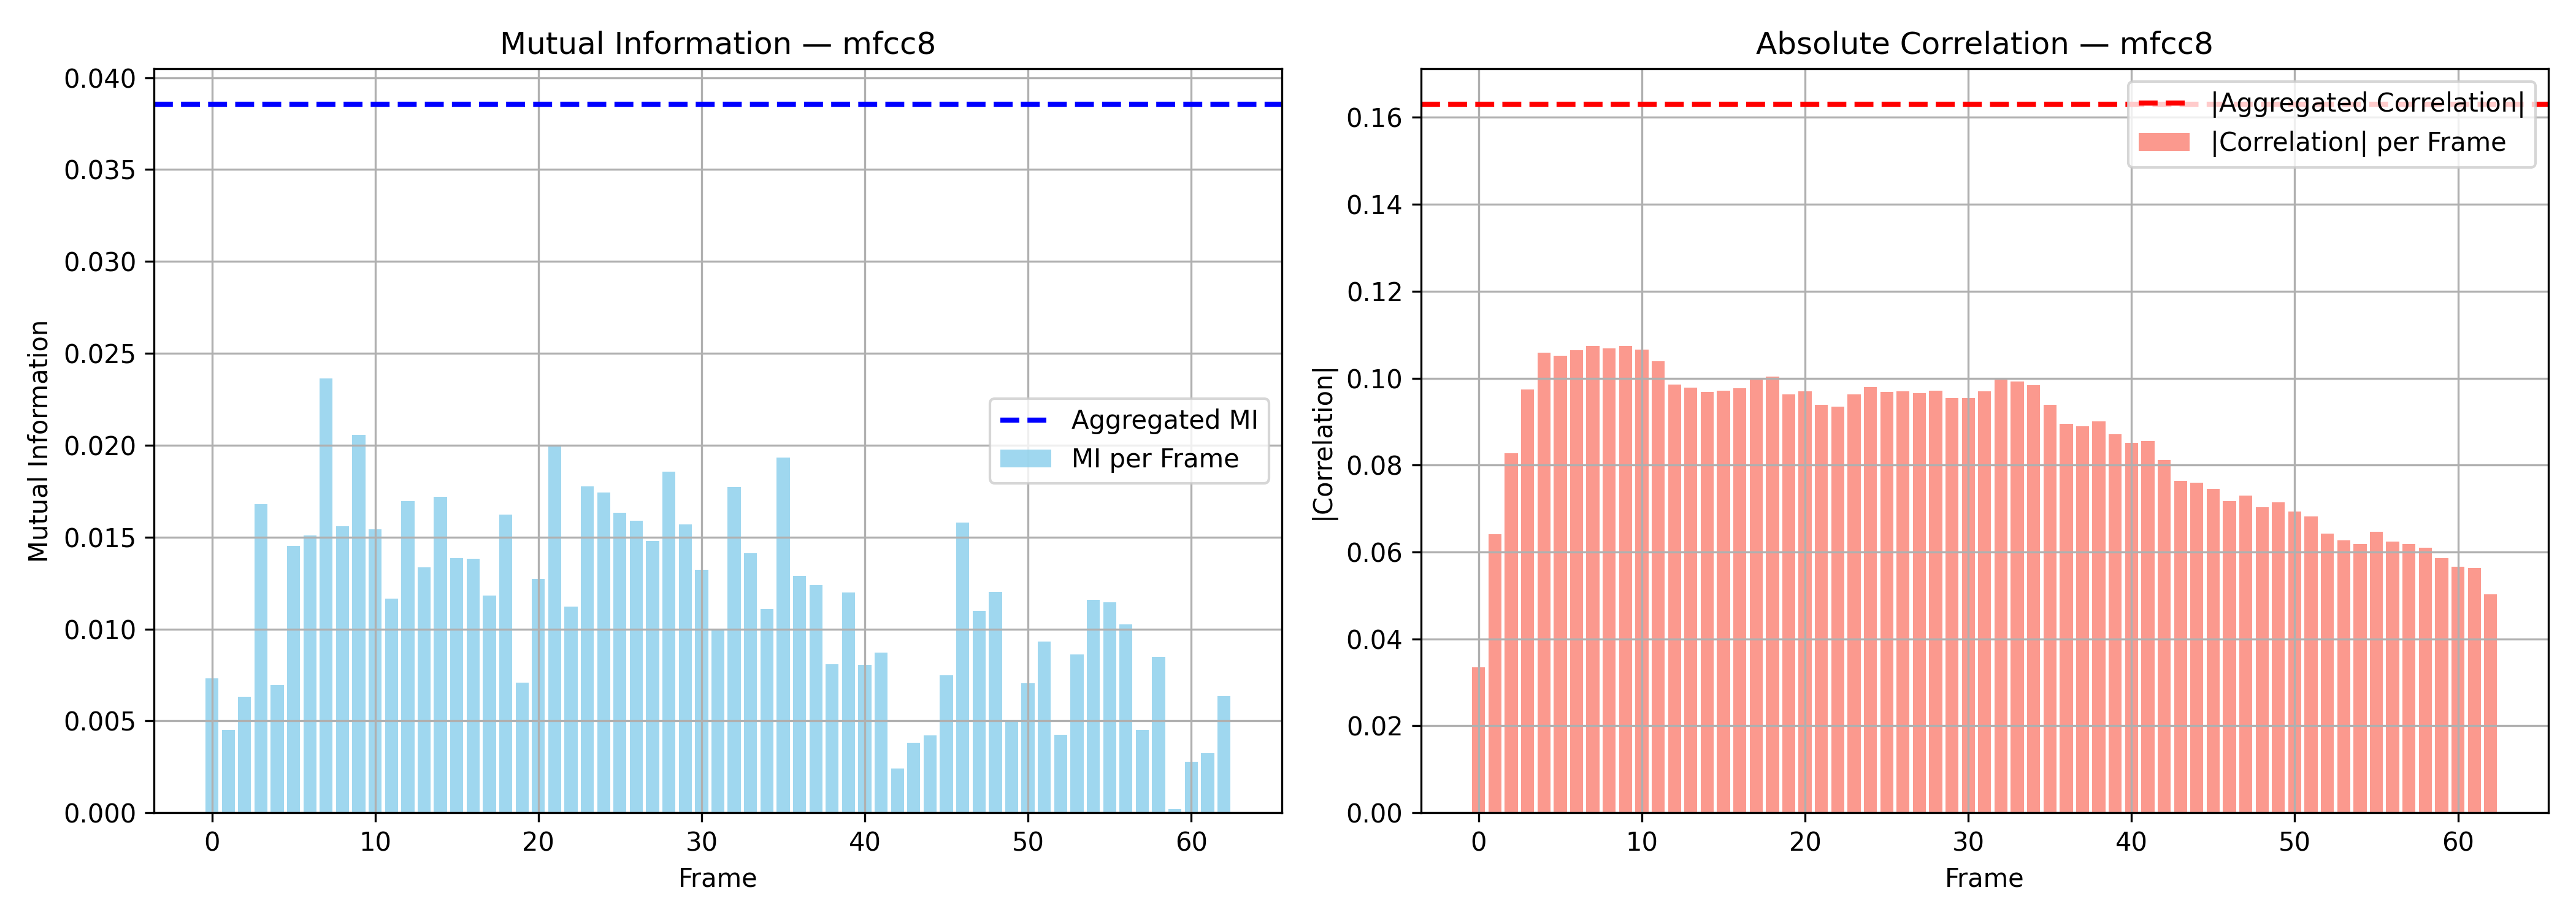 Mutual Information — mfcc8
0.040
0.035
0.030
0.025
0.020
0.015
0.010
0.005
0.000
Mutual Information
Aggregated MI
MI per Frame
0 10 20 30 40 50 60
Frame
Absolute Correlation — mfcc8
0.16
0.14
0.12
0.10
0.08
0.06
0.04
0.02
0.00
|Correlation|
|Aggregated Correlation|
|Correlation| per Frame
0 10 20 30 40 50 60
Frame